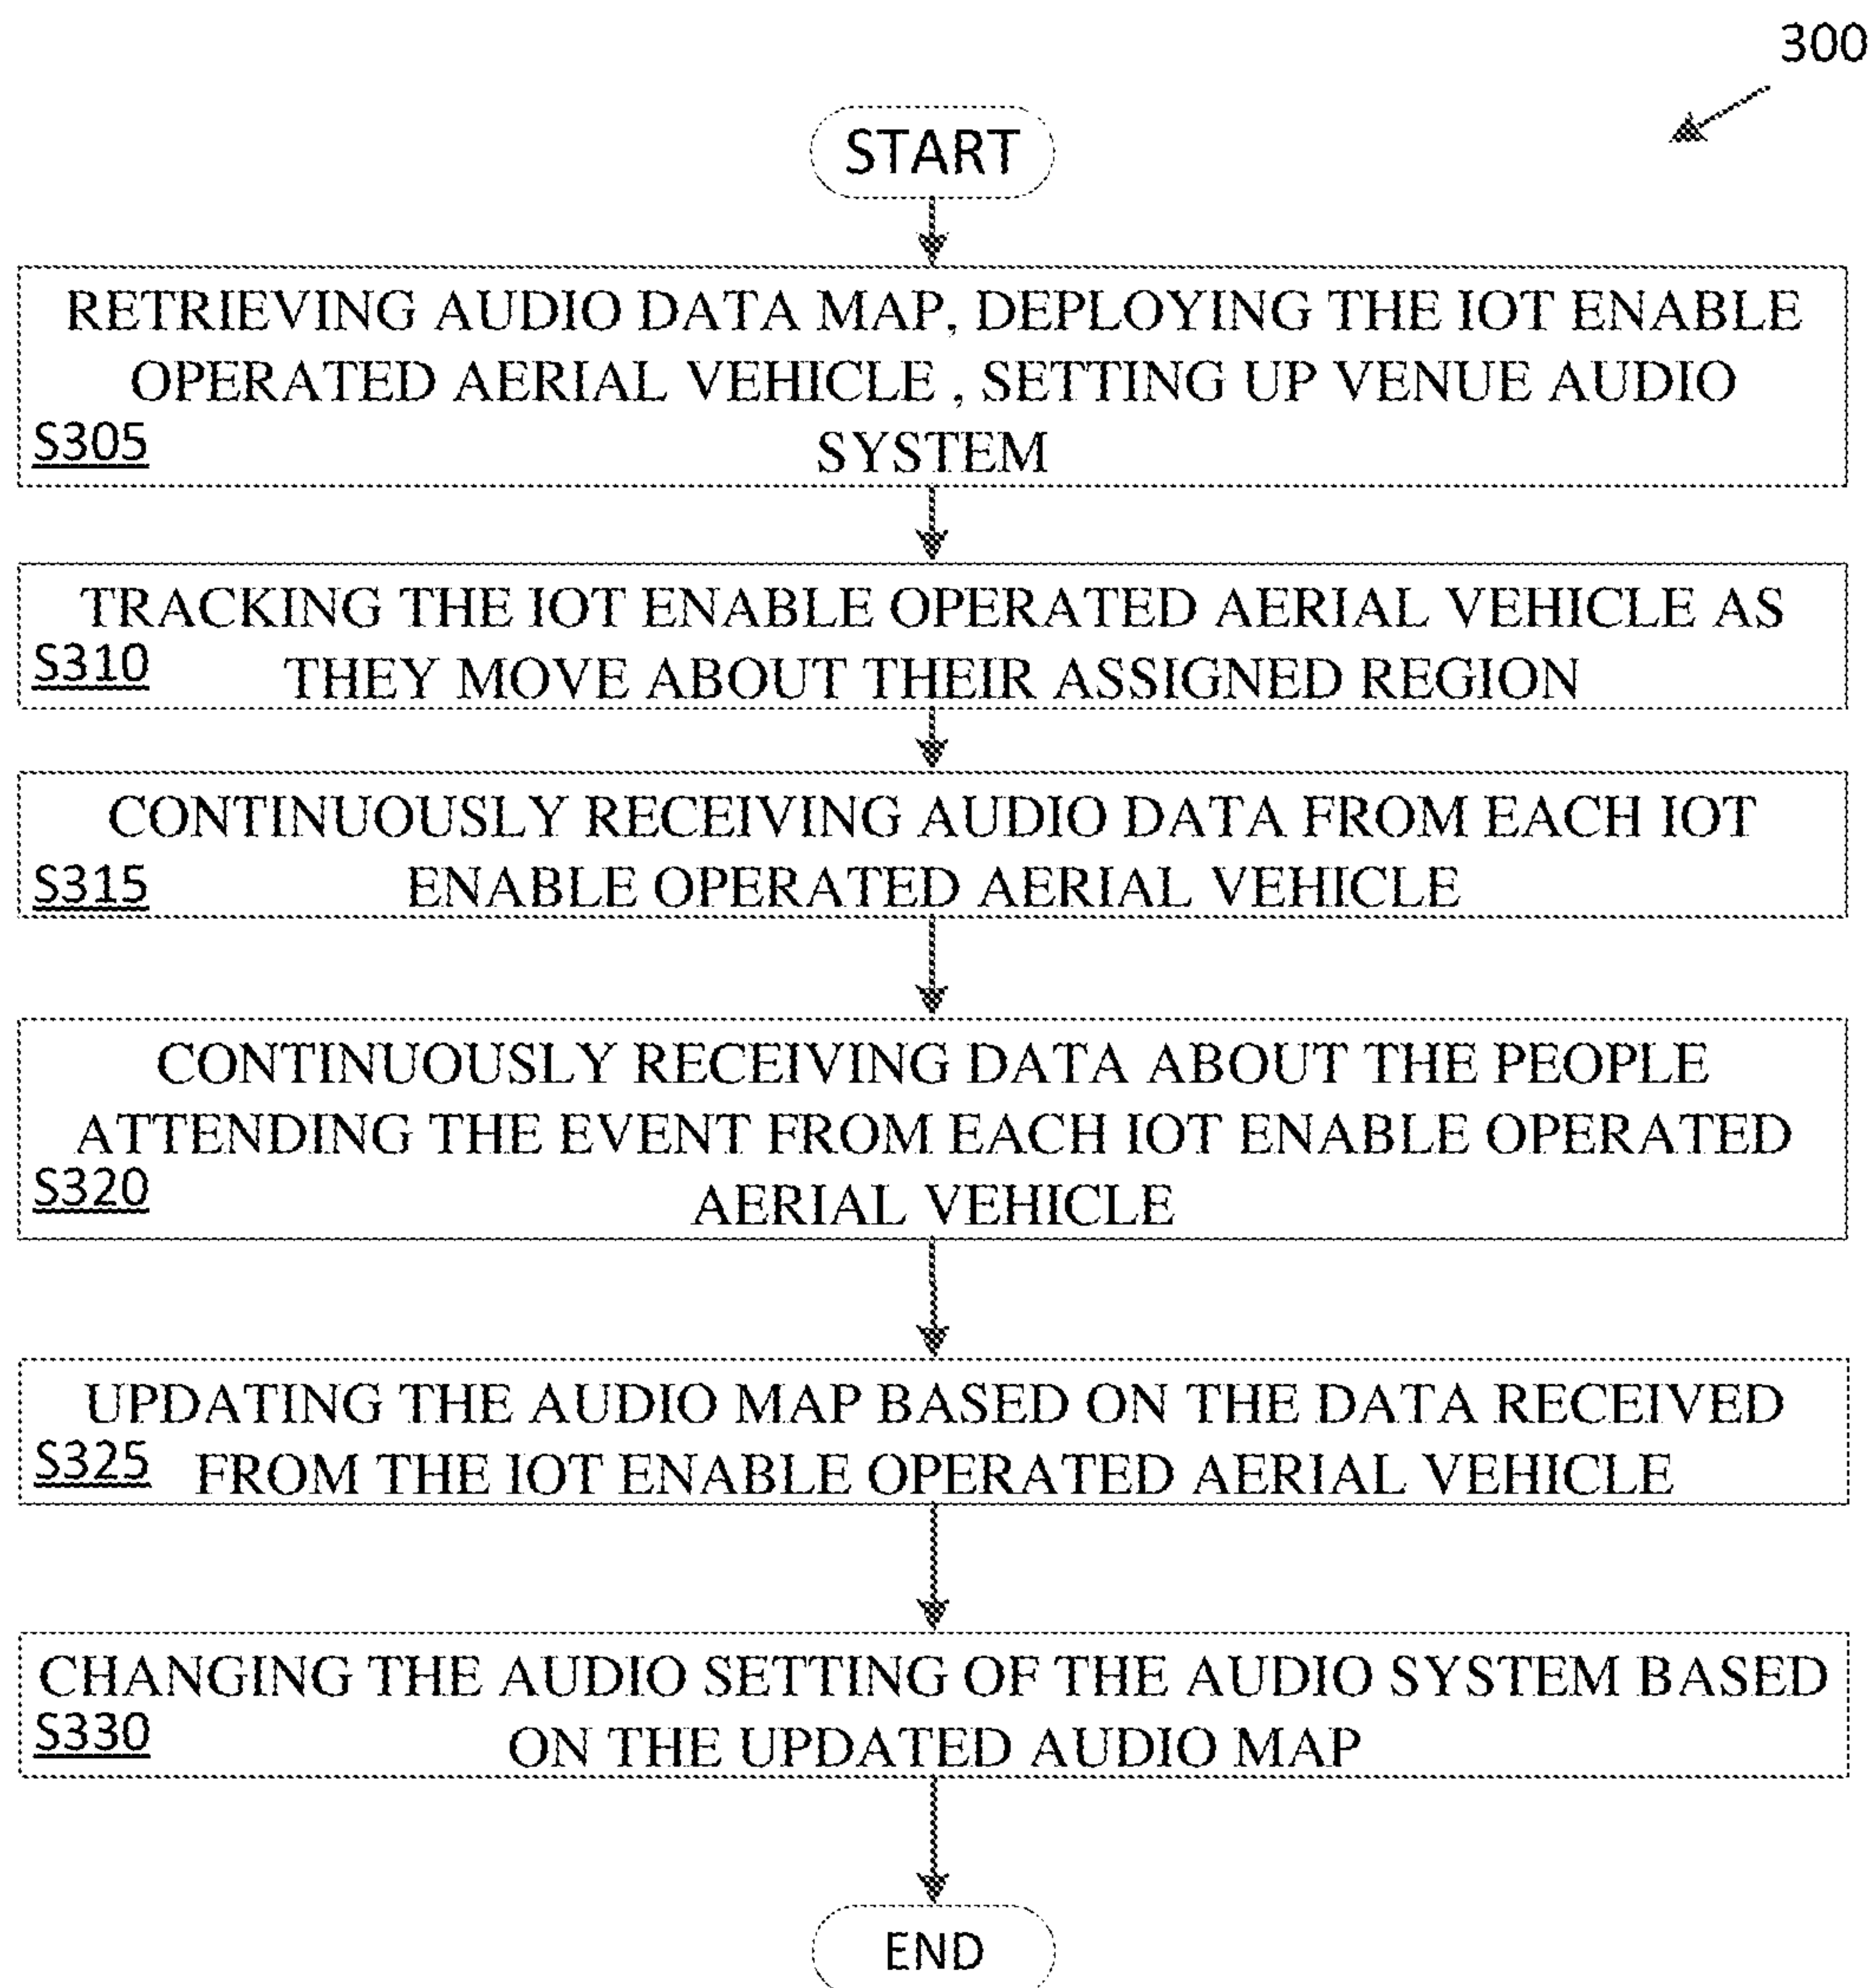 300
START
RETRIEVING AUDIO DATA MAP, DEPLOYING THE IOT ENABLE
OPERATED AERIAL VEHICLE , SETTING UP VENUE AUDIO
SYSTEM
S305
TRACKING THE IOT ENABLE OPERATED AERIAL VEHICLE AS
THEY MOVE ABOUT THEIR ASSIGNED REGION
S310
CONTINUOUSLY RECEIVING AUDIO DATA FROM EACH IOT
ENABLE OPERATED AERIAL VEHICLE
S315
CONTINUOUSLY RECEIVING DATA ABOUT THE PEOPLE
ATTENDING THE EVENT FROM EACH IOT ENABLE OPERATED
AERIAL VEHICLE
S320
UPDATING THE AUDIO MAP BASED ON THE DATA RECEIVED
FROM THE IOT ENABLE OPERATED AERIAL VEHICLE
S325
CHANGING THE AUDIO SETTING OF THE AUDIO SYSTEM BASED
ON THE UPDATED AUDIO MAP
S330
END